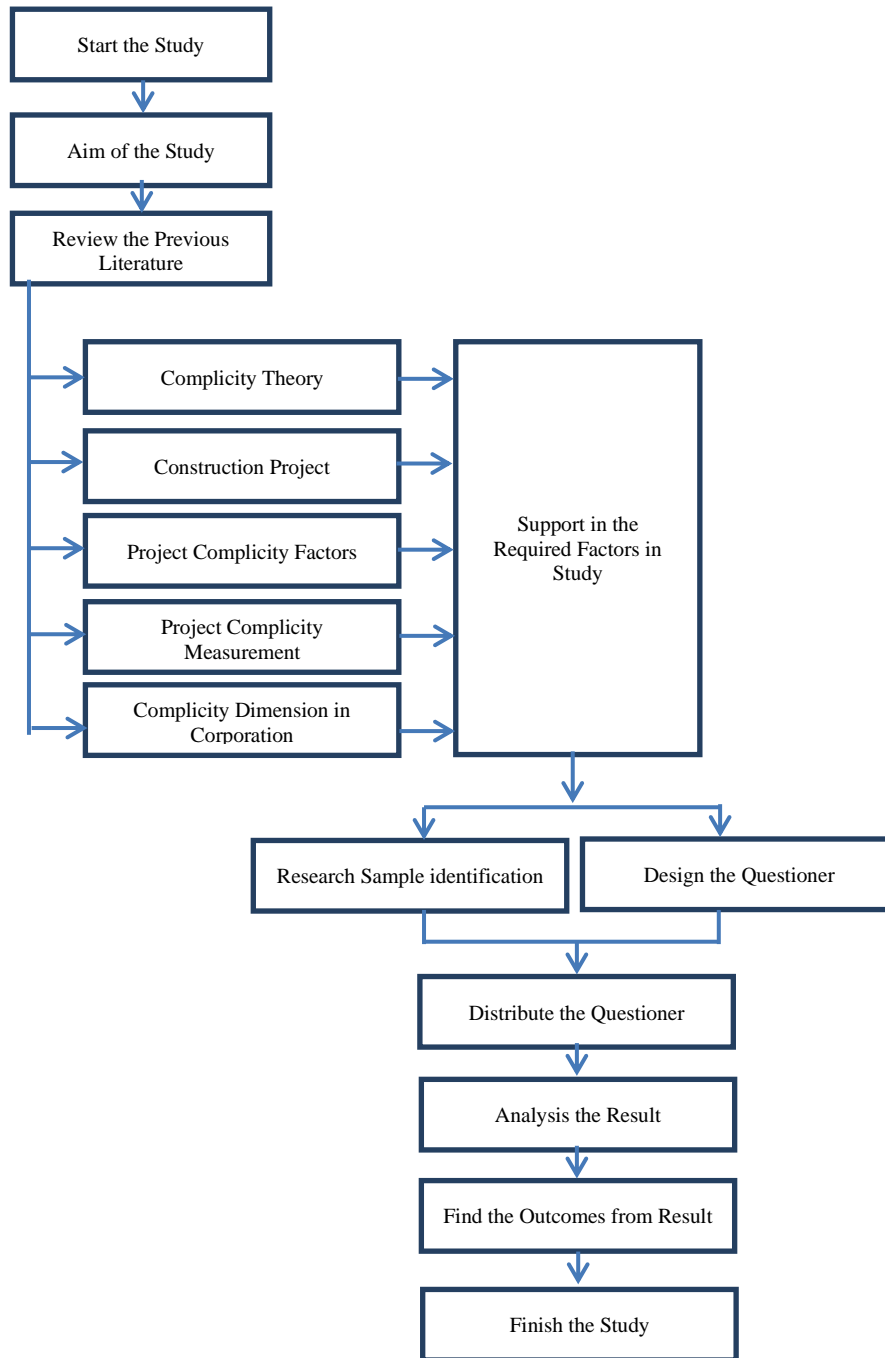 Start the Study
Aim of the Study
Review the Previous
Literature
Complicity Theory
Construction Project
Project Complicity Factors
Project Complicity
Measurement
Complicity Dimension in
Corporation
Support in the
Required Factors in
Study
Research Sample identification
Design the Questioner
Distribute the Questioner
Analysis the Result
Find the Outcomes from Result
Finish the Study